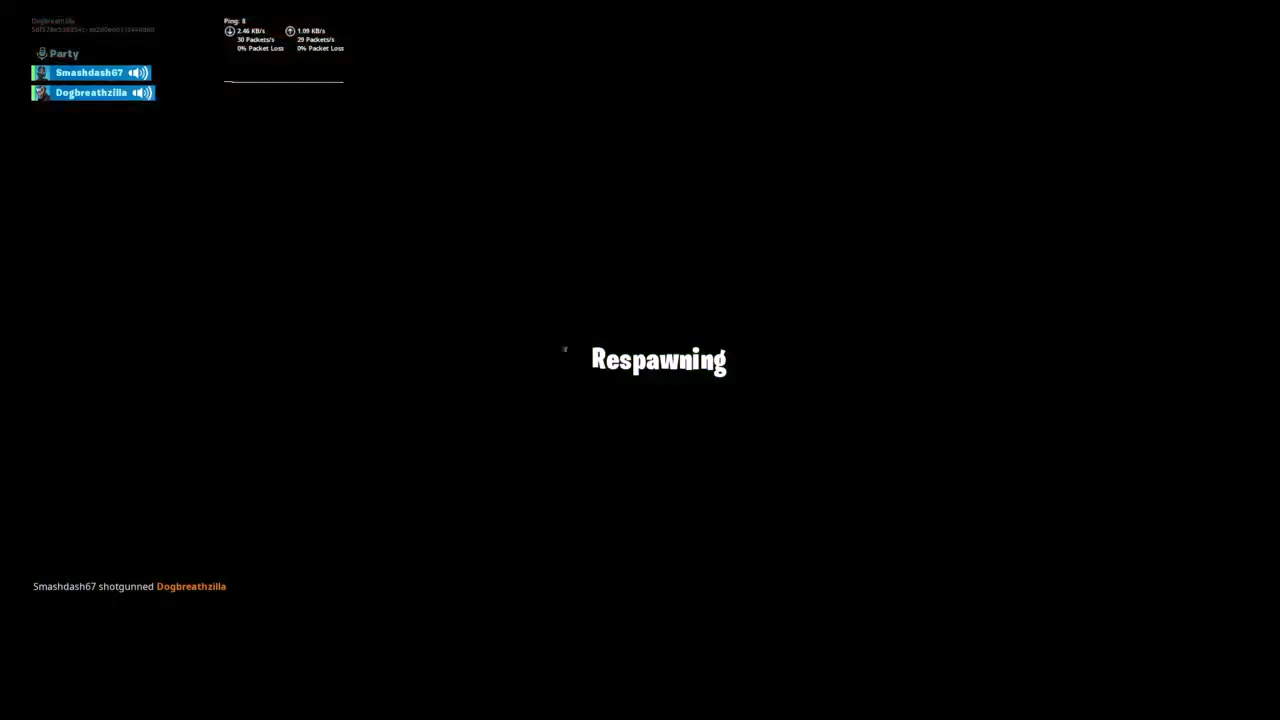 Dogbreathzilla
Ping: 8
2.46 KB/s
1.09 KB/s
30 Packets/s
29 Packets/s
0% Packet Loss
0% Packet Loss
Party
Smashdash67
Dogbreathzilla
Respawning
Smashdash67 shotgunned Dogbreathzilla